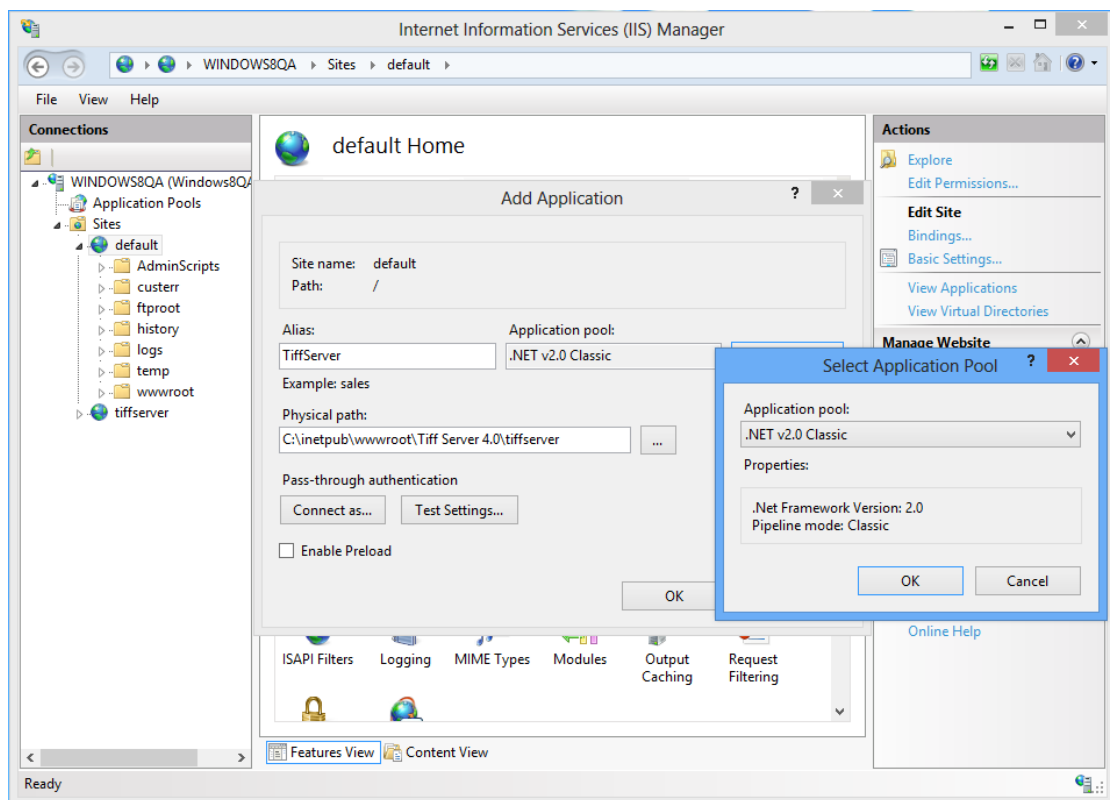 Internet Information Services (IIS) Manager
WINDOWS8QA Sites default
File View Help
Connections
WINDOWS8QA (Windows8QA
Application Pools
Sites
default
AdminScripts
custerr
ftproot
history
logs
temp
wwwroot
tiffserver
default Home
Add Application
?
Site name: default
Path: /
Alias:
TiffServer
Application pool:
.NET v2.0 Classic
Example: sales
Physical path:
C:\inetpub\wwwroot\Tiff Server 4.0\tiffserver
...
Pass-through authentication
Connect as... Test Settings...
Enable Preload
OK
Select Application Pool
?
Application pool:
.NET v2.0 Classic
Properties:
.Net Framework Version: 2.0
Pipeline mode: Classic
OK Cancel
ISAPI Filters Logging MIME Types Modules Output Caching Request Filtering
Features View Content View
Actions
Explore
Edit Permissions...
Edit Site
Bindings...
Basic Settings...
View Applications
View Virtual Directories
Manage Website
Online Help
Ready